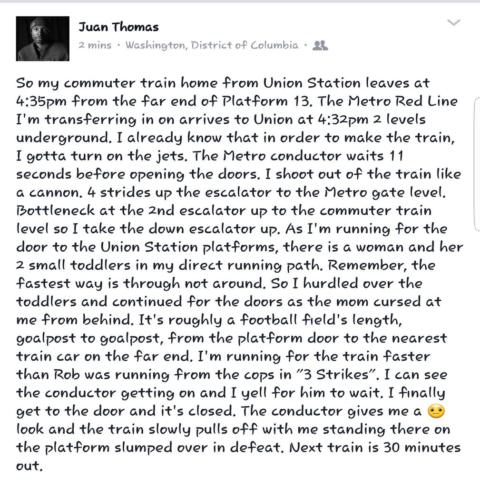 Juan Thomas
2 mins · Washington, District of Columbia ·
So my commuter train home from Union Station leaves at
4:35pm from the far end of Platform 13. The Metro Red Line
I'm transferring in on arrives to Union at 4:32pm 2 levels
underground. I already know that in order to make the train,
I gotta turn on the jets. The Metro conductor waits 11
seconds before opening the doors. I shoot out of the train like
a cannon. 4 strides up the escalator to the Metro gate level.
Bottleneck at the 2nd escalator up to the commuter train
level so I take the down escalator up. As I'm running for the
door to the Union Station platforms, there is a woman and her
2 small toddlers in my direct running path. Remember, the
fastest way is through not around. So I hurdled over the
toddlers and continued for the doors as the mom cursed at
me from behind. It's roughly a football field's length,
goalpost to goalpost, from the platform door to the nearest
train car on the far end. I'm running for the train faster
than Rob was running from the cops in "3 Strikes". I can see
the conductor getting on and I yell for him to wait. I finally
get to the door and it's closed. The conductor gives me a 😕
look and the train slowly pulls off with me standing there on
the platform slumped over in defeat. Next train is 30 minutes
out.